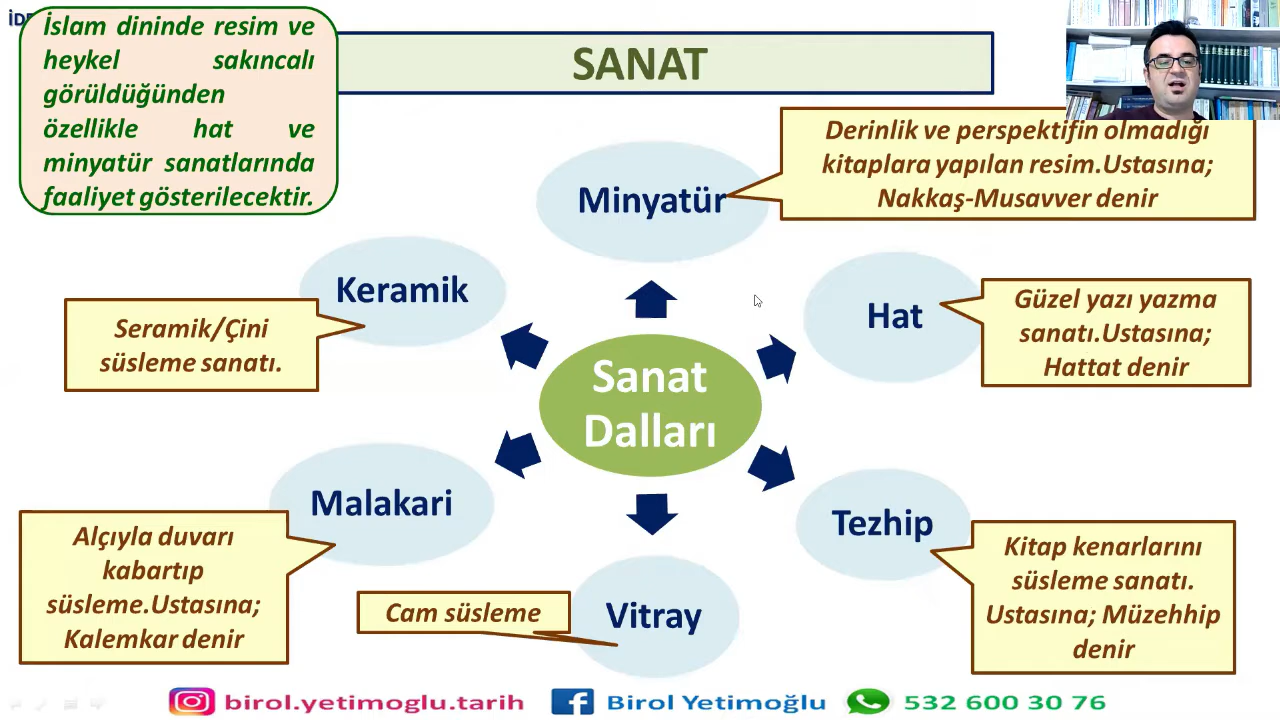 İslam dininde resim ve
heykel sakıncalı
görüldüğünden
özellikle hat ve
minyatür sanatlarında
faaliyet gösterilecektir.
SANAT
Derinlik ve perspektifin olmadığı
kitaplara yapılan resim.Ustasına;
Nakkaş-Musavver denir
Minyatür
Keramik
Seramik/Çini
süsleme sanatı.
Hat
Güzel yazı yazma
sanatı.Ustasına;
Hattat denir
Sanat
Dalları
Malakari
Alçıyla duvarı
kabartıp
süsleme.Ustasına;
Kalemkar denir
Tezhip
Kitap kenarlarını
süsleme sanatı.
Ustasına; Müzehhip
denir
Cam süsleme
Vitray
birol.yetimoglu.tarih
Birol Yetimoğlu
532 600 30 76